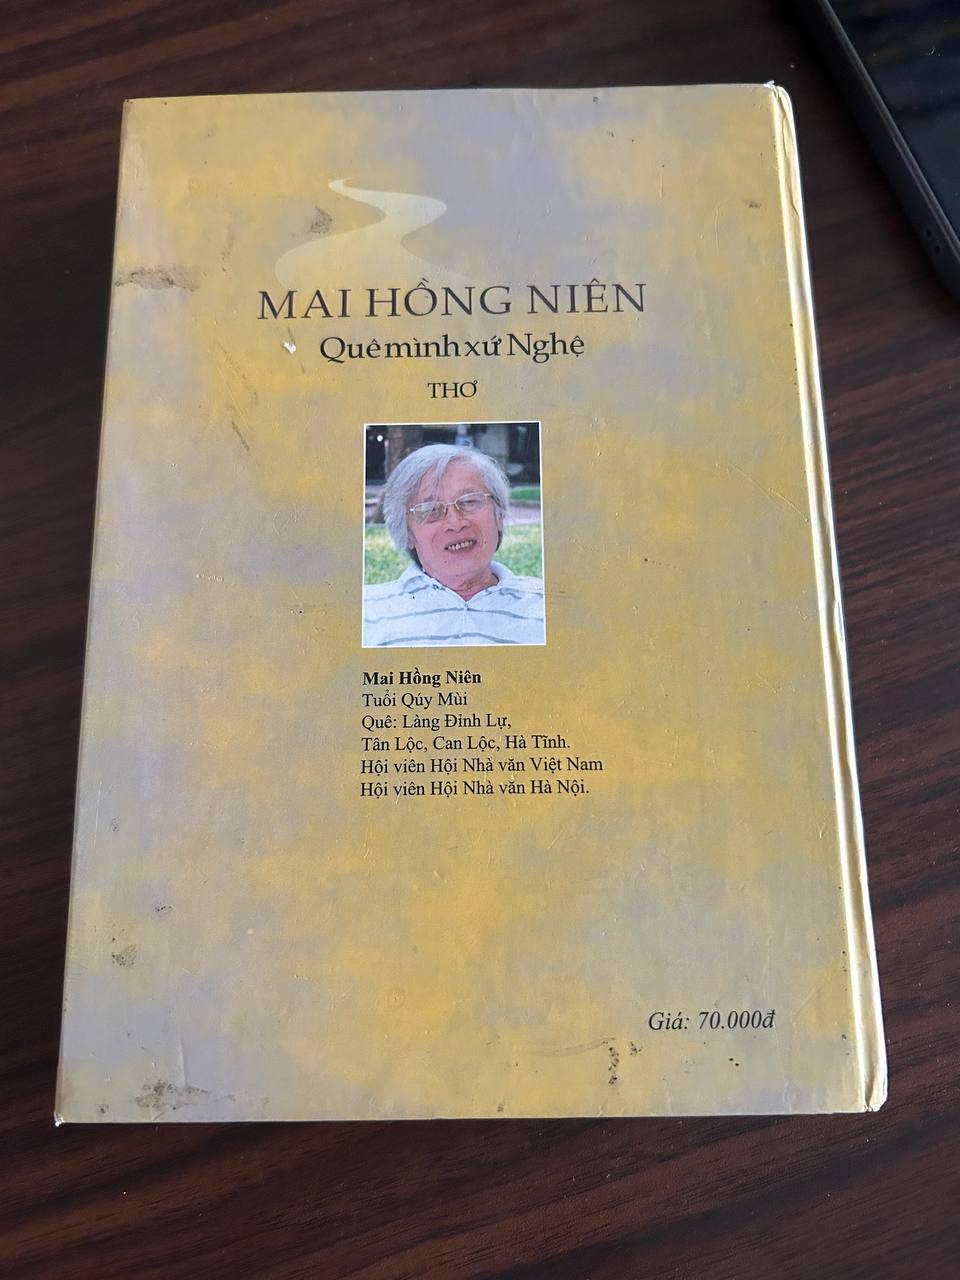 MAI HỒNG NIÊN
Quê mình xứ Nghệ
THƠ
Mai Hồng Niên
Tuổi Qúy Mùi
Quê: Làng Đỉnh Lự,
Tân Lộc, Can Lộc, Hà Tĩnh.
Hội viên Hội Nhà văn Việt Nam
Hội viên Hội Nhà văn Hà Nội.
Giá: 70.000đ